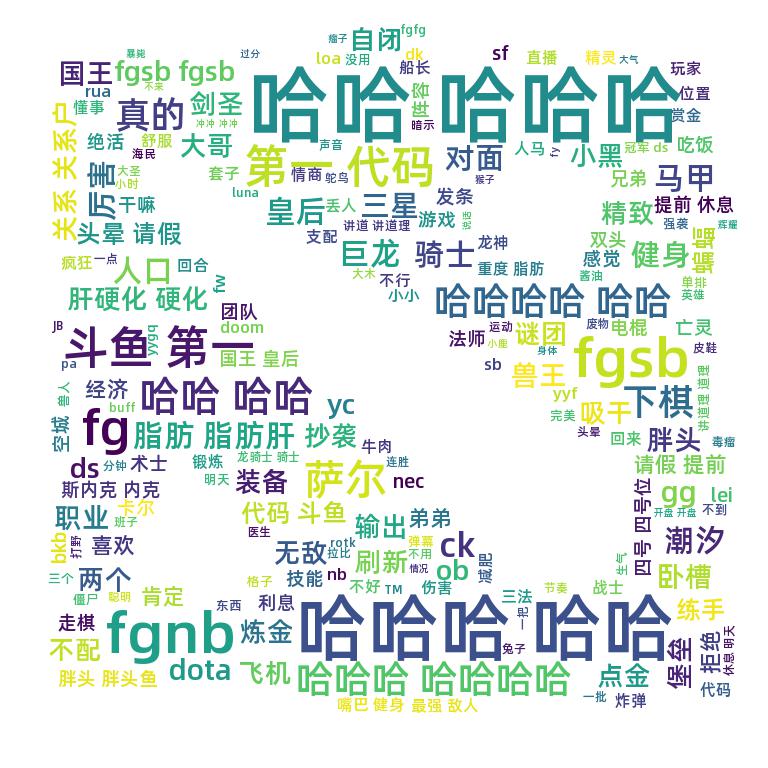 瘤子 fgfg
暴毙 过分 自闭 dk sf
国王 fgsb fgsb loa 没用 船长 直播 精灵 大气 玩家
rua 不来 哈哈 哈哈哈 位置
懂事 真的 剑圣 阵容 暗示 赏金
关系 关系户 绝活 舒服 大哥 冲冲 冲冲 声音 人马 fy 冠军 ds 吃饭
厉害 海民 第一 代码 对面 小黑 马甲
大圣 小时 套子 情商 鸵鸟 猴子 兄弟
干嘛 luna 丢人 发条 精致 提前 休息
头晕 请假 皇后 三星 游戏 说话 双头 强袭 辉耀
疯狂 一点 人口 回合 支配 讲道 讲道理 巨龙 骑士 龙神 感觉 健身 蝙蝠
fw 大木 不行 重度 脂肪 酱油 单排
肝硬化 硬化 小小 哈哈哈哈 哈哈 英雄
JB 团队 法师 运动 谜团 废物 电棍 亡灵
斗鱼 第一 doom yygq 小鹿 皮鞋
pa 国王 皇后 sb 兽王 身体 fgsb
经济 兽人 哈哈 哈哈 yc yyf 吸干 下棋 拼道理 道理
buff 完美
空城 fg 脂肪 脂肪肝 抄袭 头晕 回来 胖头 毒瘤
ds 分钟 术士 锻炼 龙骑士 骑士 牛肉 请假 提前
明天 连胜 装备 萨尔 nec gg lei
斯内克 内克 四号 四号位 开盘 开盘 不到
职业 卡尔 班子 代码 斗鱼 输出 弟弟 潮汐
bkb 打野 喜欢 医生 无敌 rotk 弹幕 ck 减肥 生气
三个 两个 格子 拉比 刷新 不用 ob 卧槽
僵尸 聪明 肯定 技能 nb 不好 TM 情况 伤害 节奏 战士
走棋 fgnb 东西 利息 三法 一把 练手
不配 炼金 哈哈哈 哈哈 兔子 堡垒 拒绝 休息 明天
胖头 胖头鱼 dota 飞机 哈哈哈 哈哈哈哈 点金 代码
嘴巴 健身 最强 敌人 一批 炸弹